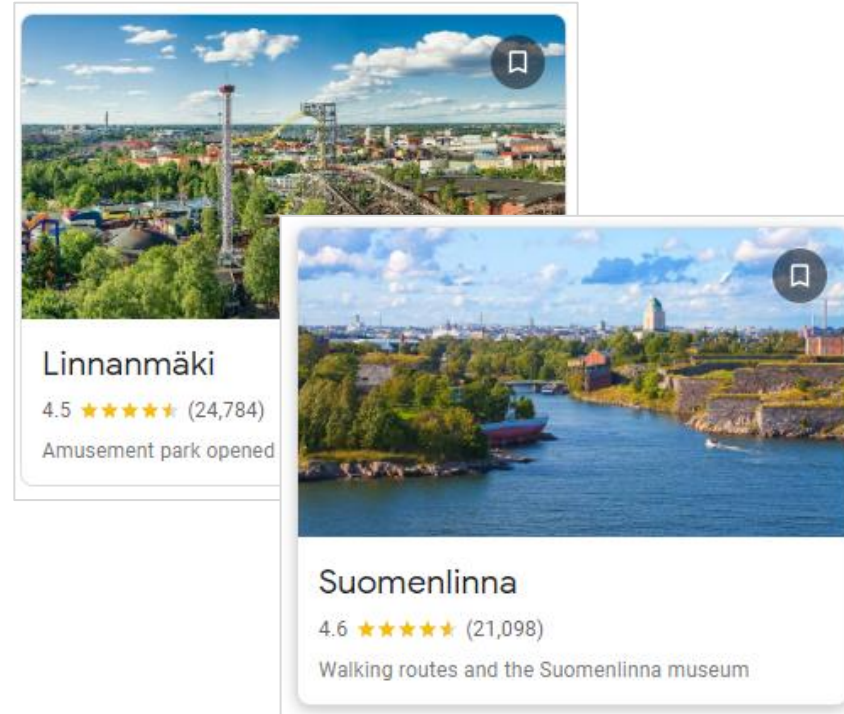 Linnanmäki
4.5 ★★★★★ (24,784)
Amusement park opened
Suomenlinna
4.6 ★★★★★ (21,098)
Walking routes and the Suomenlinna museum